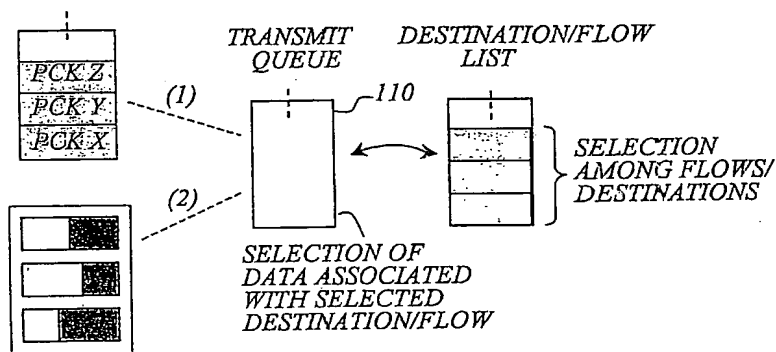 TRANSMIT
QUEUE
DESTINATION/FLOW
LIST
PCK Z
PCK Y
PCK X
(1)
110
SELECTION
AMONG FLOWS/
DESTINATIONS
(2)
SELECTION OF
DATA ASSOCIATED
WITH SELECTED
DESTINATION/FLOW